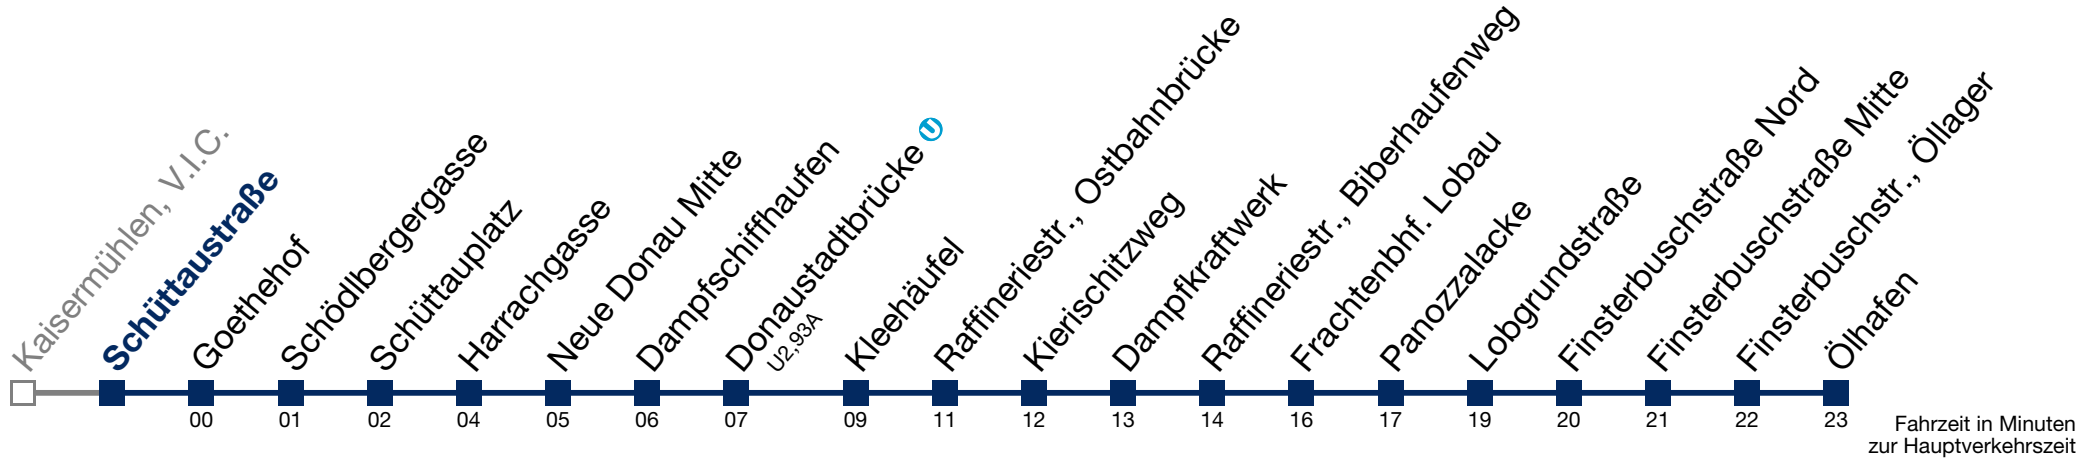 Kaisermühlen, V.I.C.
Schüttaustraße
Goethehof
Schödlbergergasse
Schüttauplatz
Harrachgasse
Neue Donau Mitte
Dampfschiffhaufen
Donaustadtbrücke U
U2,93A
Kleehäufel
Raffineriestr., Ostbahnbrücke
Kierischitzweg
Dampfkraftwerk
Raffineriestr., Biberhaufenweg
Frachtenbhf. Lobau
Panozzalacke
Lobgrundstraße
Finsterbuschstraße Nord
Finsterbuschstraße Mitte
Finsterbuschstr., Öllager
Ölhafen
00 01 02 04 05 06 07 09 11 12 13 14 16 17 19 20 21 22 23
Fahrzeit in Minuten
zur Hauptverkehrszeit